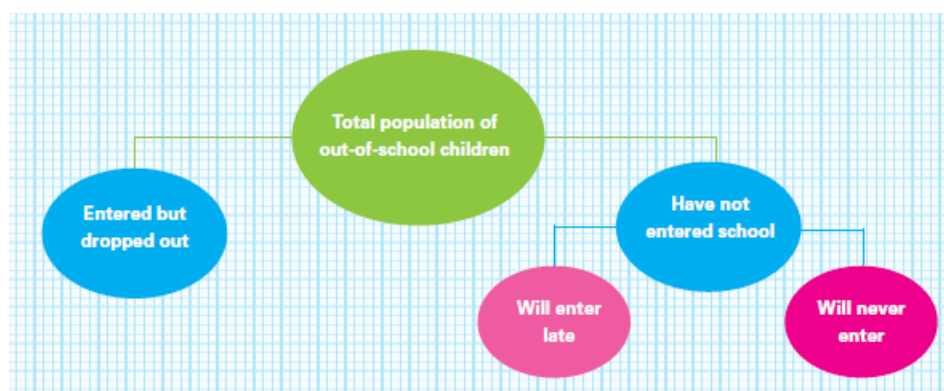 Total population of
out-of-school children
Entered but
dropped out
Have not
entered school
Will enter
late
Will never
enter